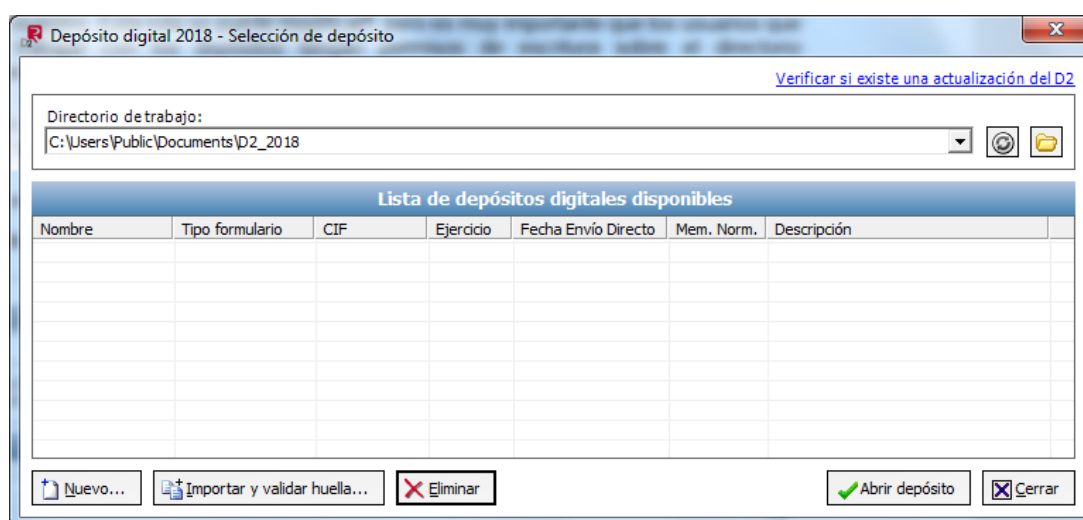 Depósito digital 2018 - Selección de depósito
Verificar si existe una actualización del D2
Directorio de trabajo:
C:\Users\Public\Documents\D2_2018
Lista de depósitos digitales disponibles
Nombre Tipo formulario CIF Ejercicio Fecha Envío Directo Mem. Norm. Descripción
Nuevo... Importar y validar huella... Eliminar Abrir depósito Cerrar